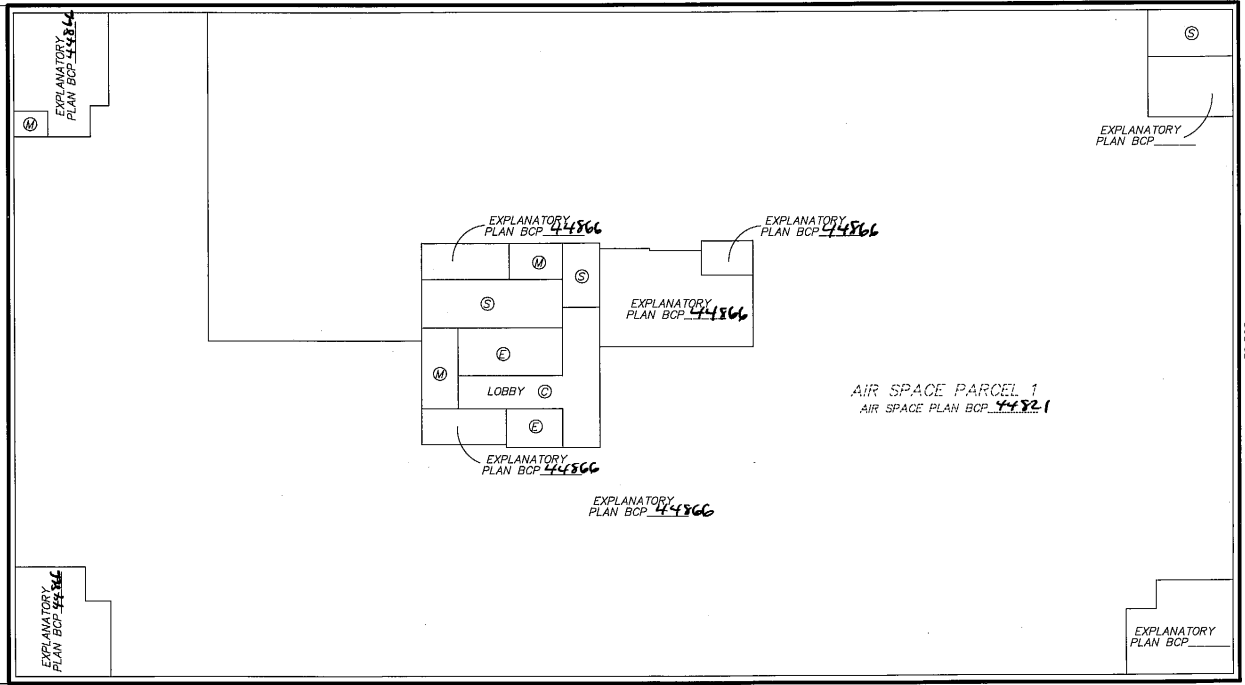 EXPLANATORY
PLAN BCP 44866
M
S
EXPLANATORY
PLAN BCP
EXPLANATORY
PLAN BCP 44866
EXPLANATORY
PLAN BCP 44866
M
S
S
EXPLANATORY
PLAN BCP 44866
E
M
LOBBY C
AIR SPACE PARCEL 1
AIR SPACE PLAN BCP 44821
E
EXPLANATORY
PLAN BCP 44866
EXPLANATORY
PLAN BCP 44866
EXPLANATORY
PLAN BCP 44866
EXPLANATORY
PLAN BCP